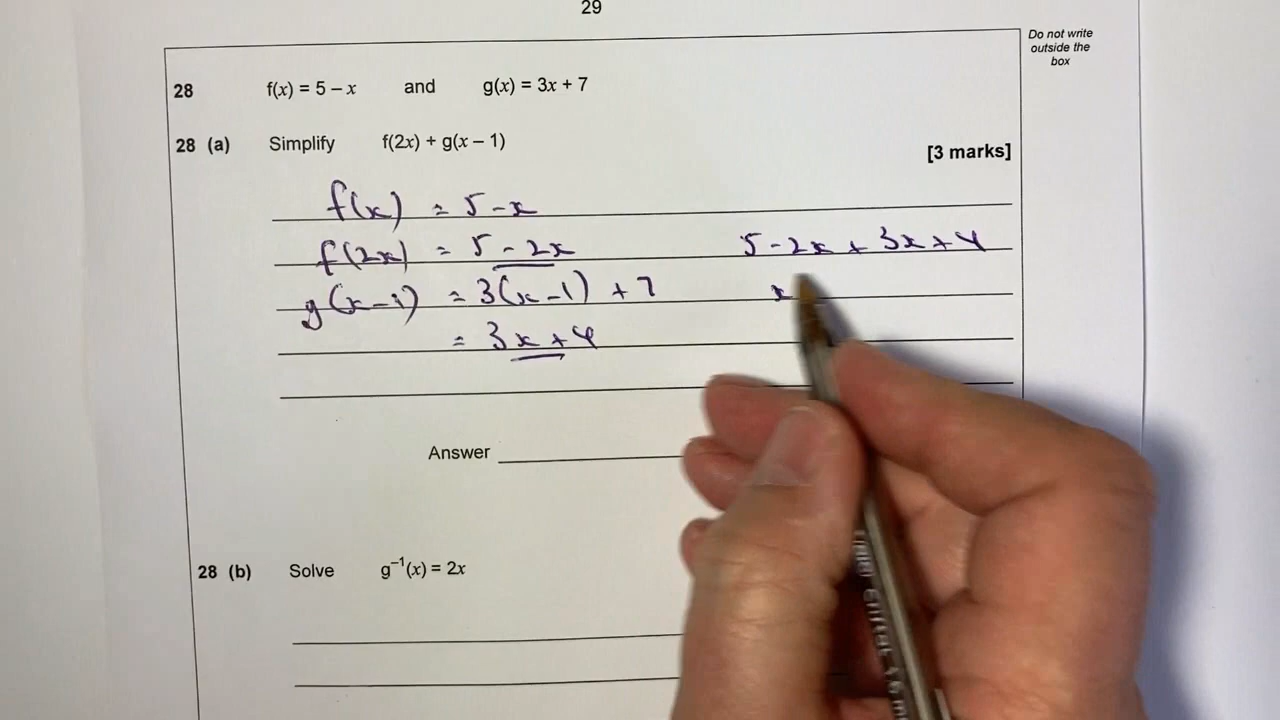 29
Do not write
outside the
box
28 f(x) = 5 – x and g(x) = 3x + 7
28 (a) Simplify f(2x) + g(x – 1)
[3 marks]
f(x) = 5 - x
f(2x) = 5 - 2x 5 - 2x + 3x + 4
g(x-1) = 3(x-1) + 7 x
= 3x + 4
Answer
28 (b) Solve g⁻¹(x) = 2x